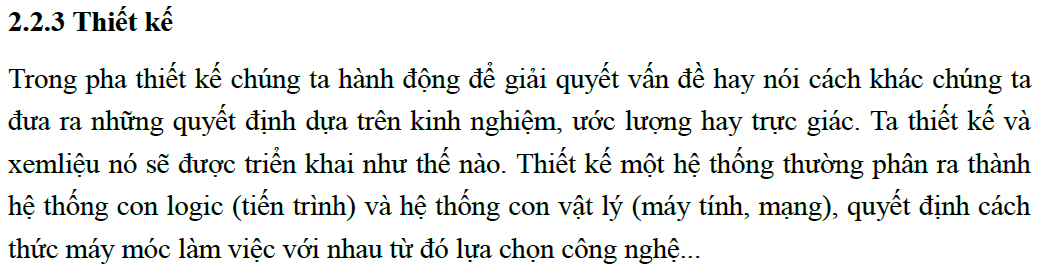 2.2.3 Thiết kế
Trong pha thiết kế chúng ta hành động để giải quyết vấn đề hay nói cách khác chúng ta
đưa ra những quyết định dựa trên kinh nghiệm, ước lượng hay trực giác. Ta thiết kế và
xemliệu nó sẽ được triển khai như thế nào. Thiết kế một hệ thống thường phân ra thành
hệ thống con logic (tiến trình) và hệ thống con vật lý (máy tính, mạng), quyết định cách
thức máy móc làm việc với nhau từ đó lựa chọn công nghệ...